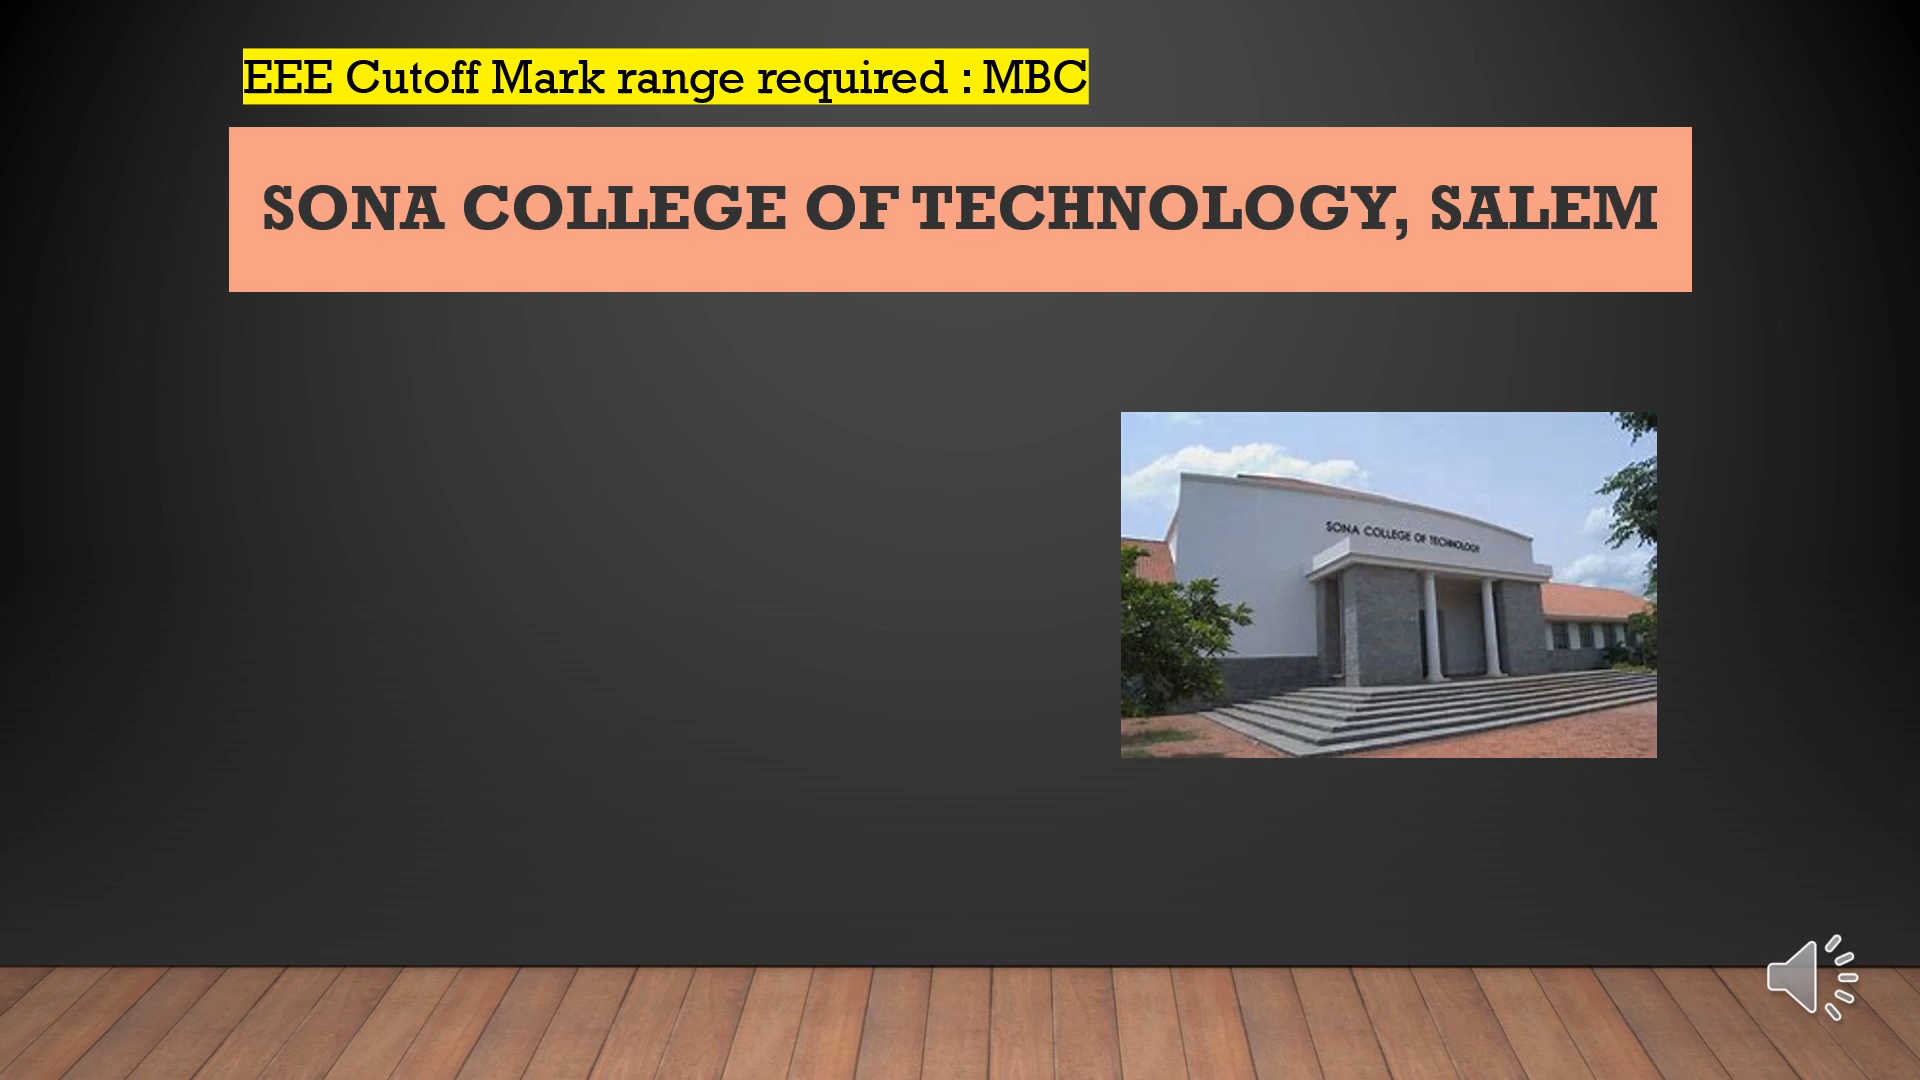 EEE Cutoff Mark range required : MBC
SONA COLLEGE OF TECHNOLOGY, SALEM
SONA COLLEGE OF TECHNOLOGY